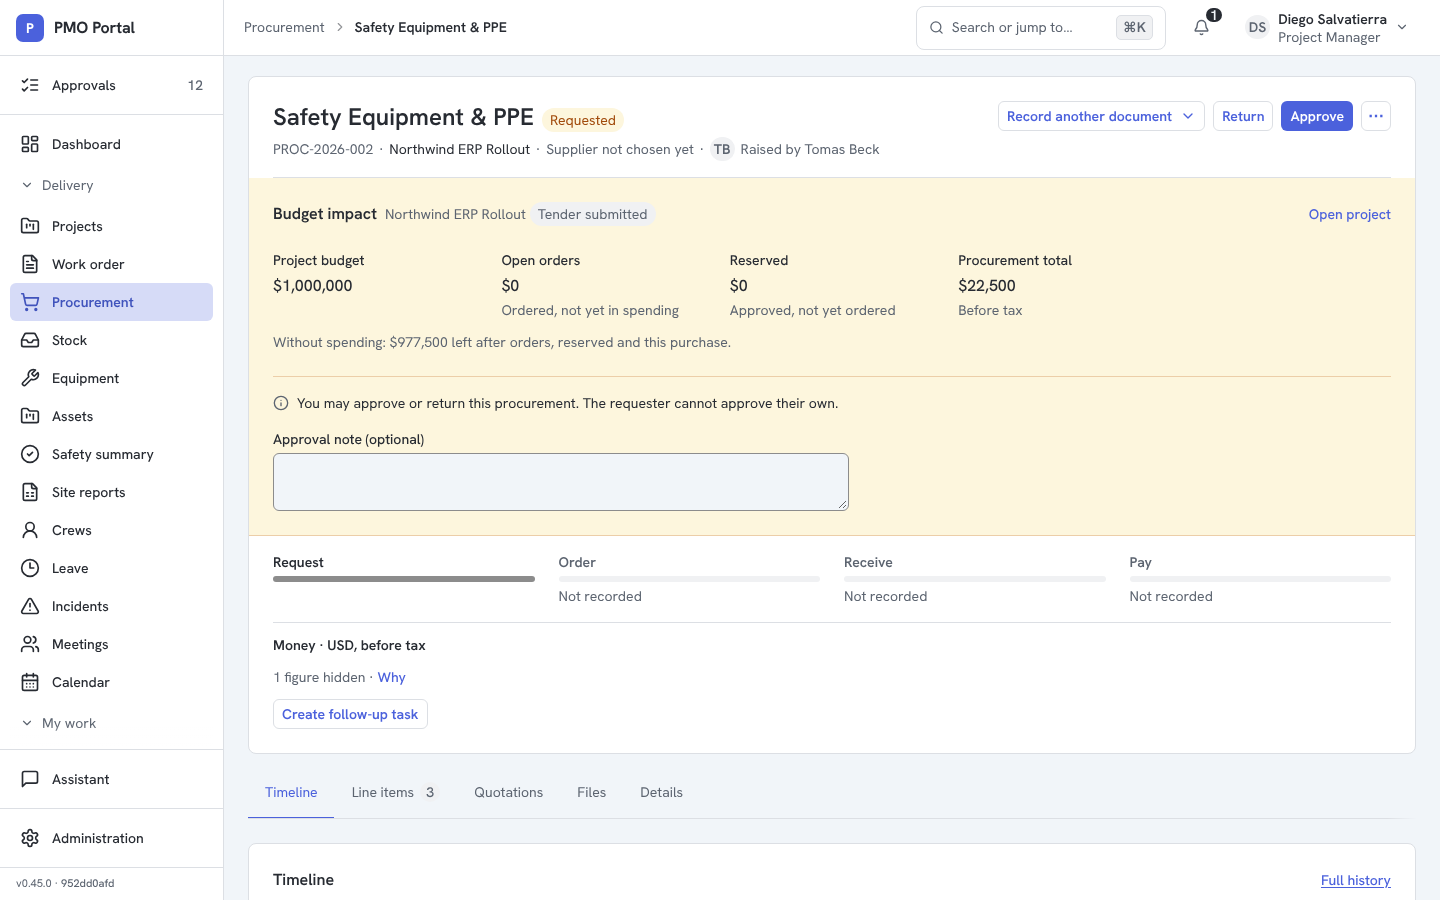 P PMO Portal
Procurement > Safety Equipment & PPE
Search or jump to... ⌘K
1
DS Diego Salvatierra
Project Manager
Approvals 12
Dashboard
Delivery
Projects
Work order
Procurement
Stock
Equipment
Assets
Safety summary
Site reports
Crews
Leave
Incidents
Meetings
Calendar
My work
Assistant
Administration
v0.45.0 · 952dd0afd
Safety Equipment & PPE Requested
Record another document Return Approve ...
PROC-2026-002 · Northwind ERP Rollout · Supplier not chosen yet · TB Raised by Tomas Beck
Budget impact Northwind ERP Rollout Tender submitted Open project
Project budget Open orders Reserved Procurement total
$1,000,000 $0 $0 $22,500
Ordered, not yet in spending Approved, not yet ordered Before tax
Without spending: $977,500 left after orders, reserved and this purchase.
You may approve or return this procurement. The requester cannot approve their own.
Approval note (optional)
Request Order Receive Pay
Not recorded Not recorded Not recorded
Money · USD, before tax
1 figure hidden · Why
Create follow-up task
Timeline Line items 3 Quotations Files Details
Timeline Full history